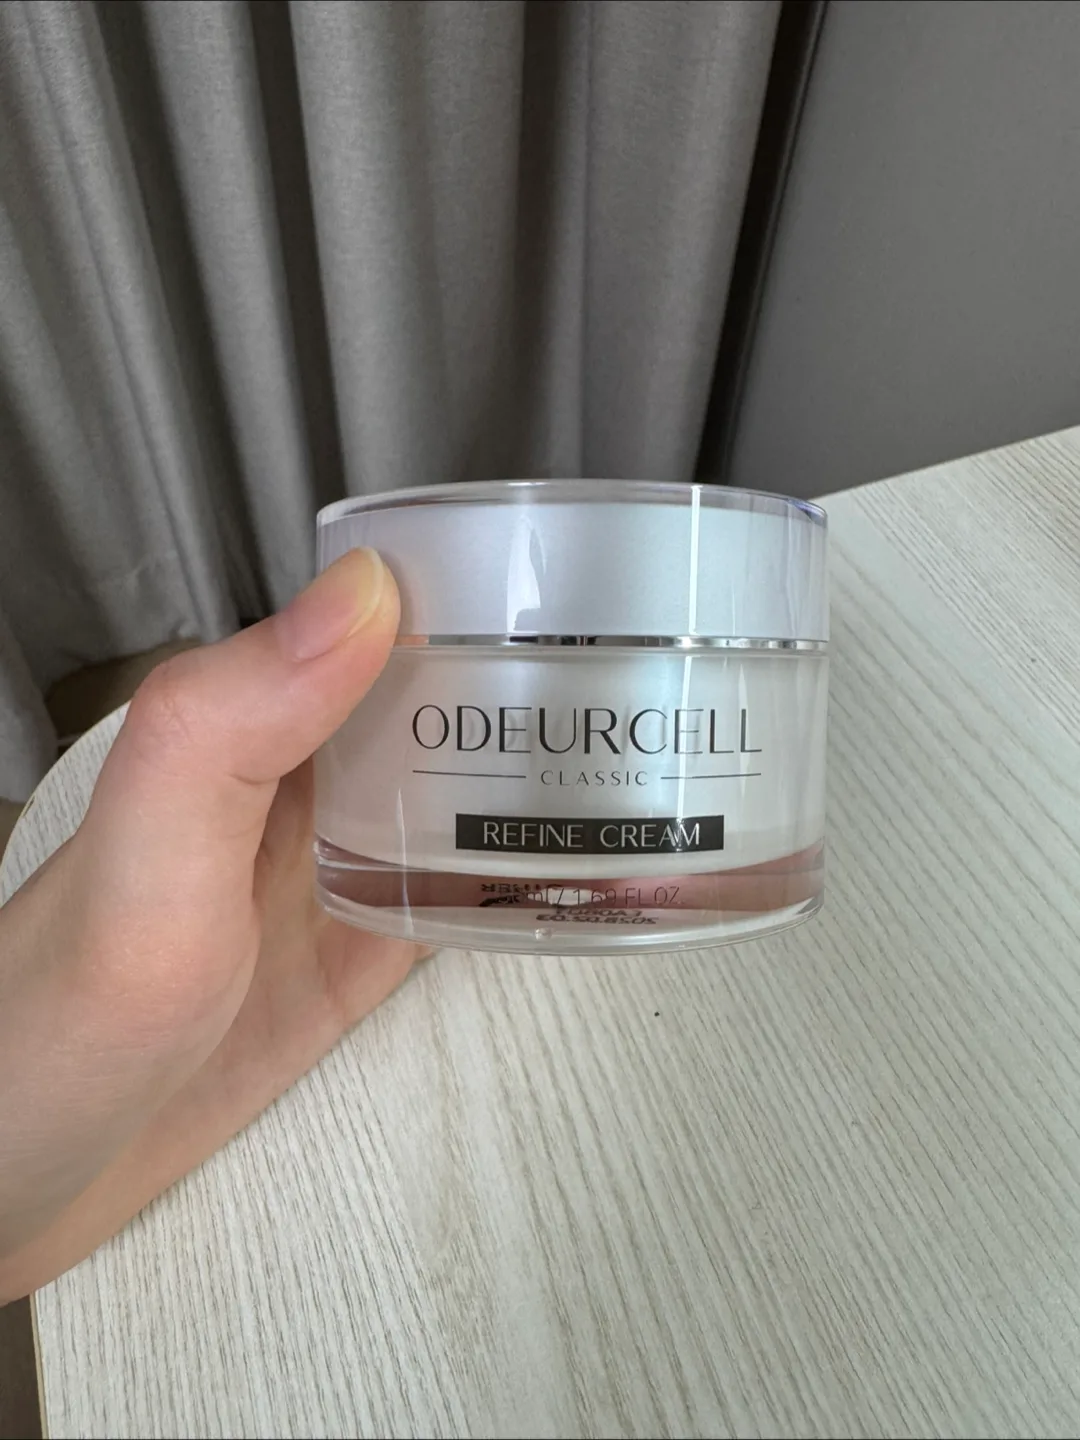 ODEURCELL
CLASSIC
REFINE CREAM
1.69 FL OZ.